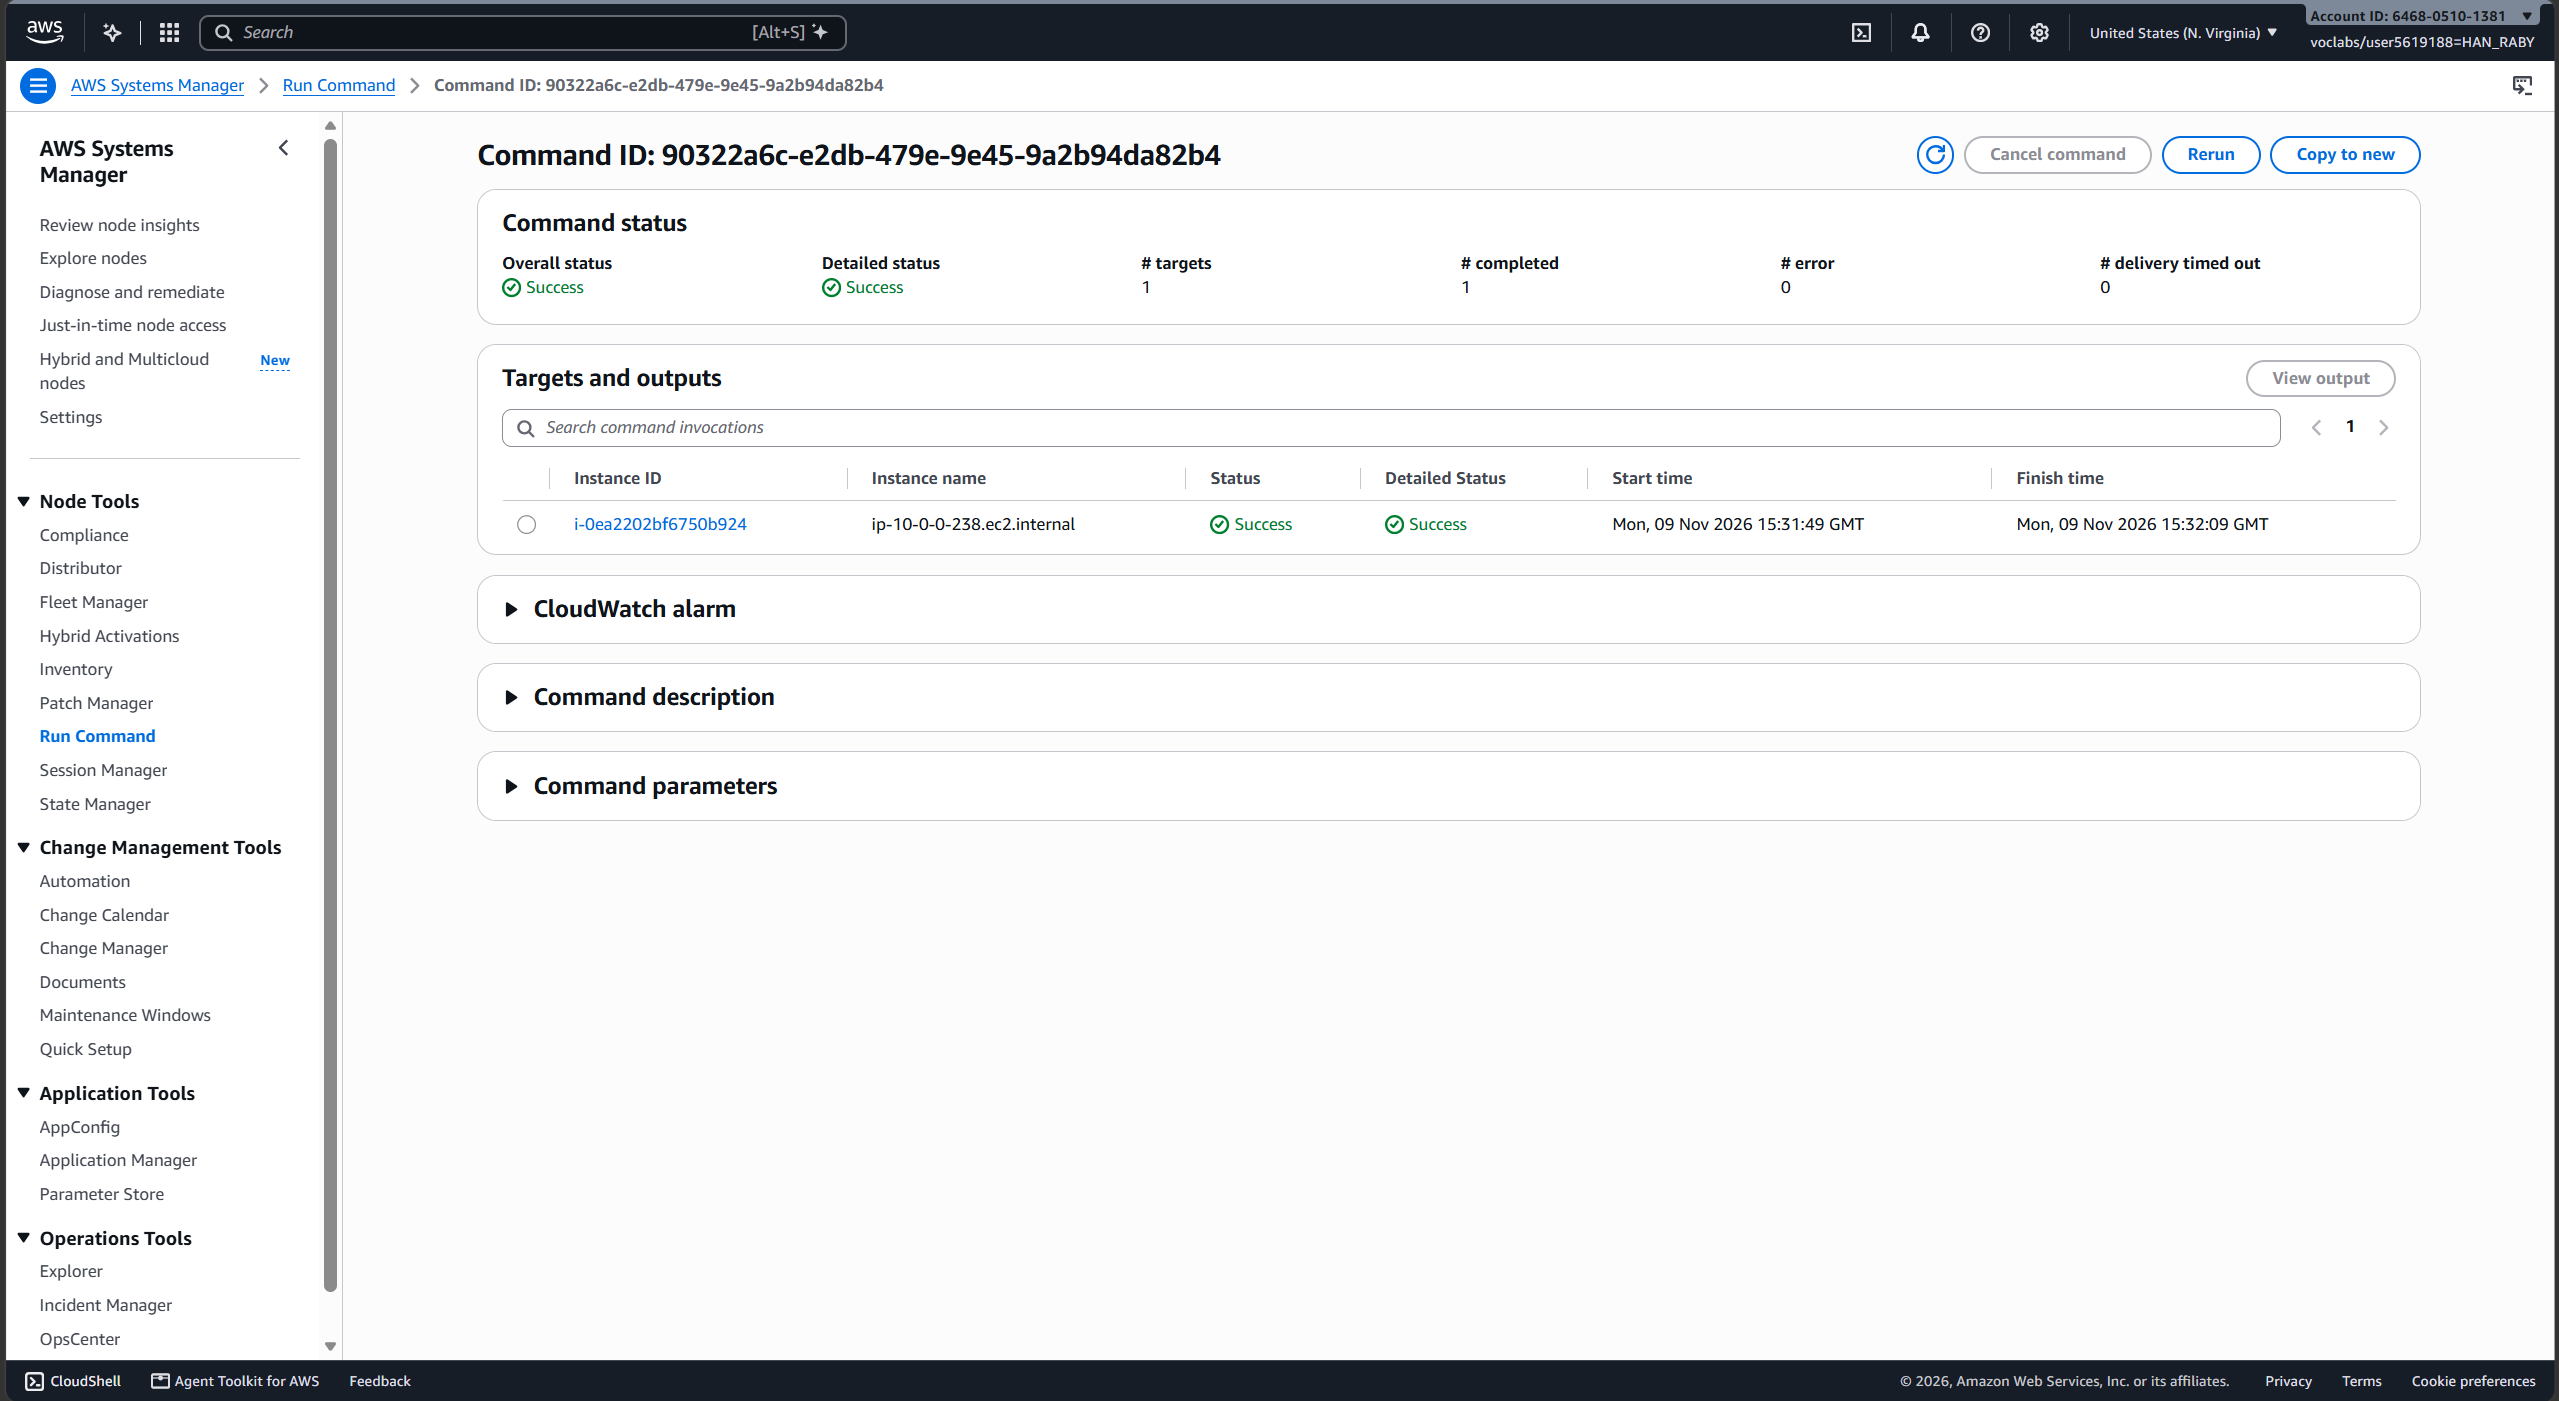 aws
Search
[Alt+S]
United States (N. Virginia)
Account ID: 6468-0510-1381
voclabs/user5619188=HAN_RABY
AWS Systems Manager
Run Command
Command ID: 90322a6c-e2db-479e-9e45-9a2b94da82b4
AWS Systems
Manager
Review node insights
Explore nodes
Diagnose and remediate
Just-in-time node access
Hybrid and Multicloud New
nodes
Settings
Node Tools
Compliance
Distributor
Fleet Manager
Hybrid Activations
Inventory
Patch Manager
Run Command
Session Manager
State Manager
Change Management Tools
Automation
Change Calendar
Change Manager
Documents
Maintenance Windows
Quick Setup
Application Tools
AppConfig
Application Manager
Parameter Store
Operations Tools
Explorer
Incident Manager
OpsCenter
Command ID: 90322a6c-e2db-479e-9e45-9a2b94da82b4
Cancel command
Rerun
Copy to new
Command status
Overall status Detailed status # targets # completed # error # delivery timed out
Success Success 1 1 0 0
Targets and outputs
View output
Search command invocations
1
Instance ID Instance name Status Detailed Status Start time Finish time
i-0ea2202bf6750b924 ip-10-0-0-238.ec2.internal Success Success Mon, 09 Nov 2026 15:31:49 GMT Mon, 09 Nov 2026 15:32:09 GMT
CloudWatch alarm
Command description
Command parameters
CloudShell Agent Toolkit for AWS Feedback
© 2026, Amazon Web Services, Inc. or its affiliates. Privacy Terms Cookie preferences